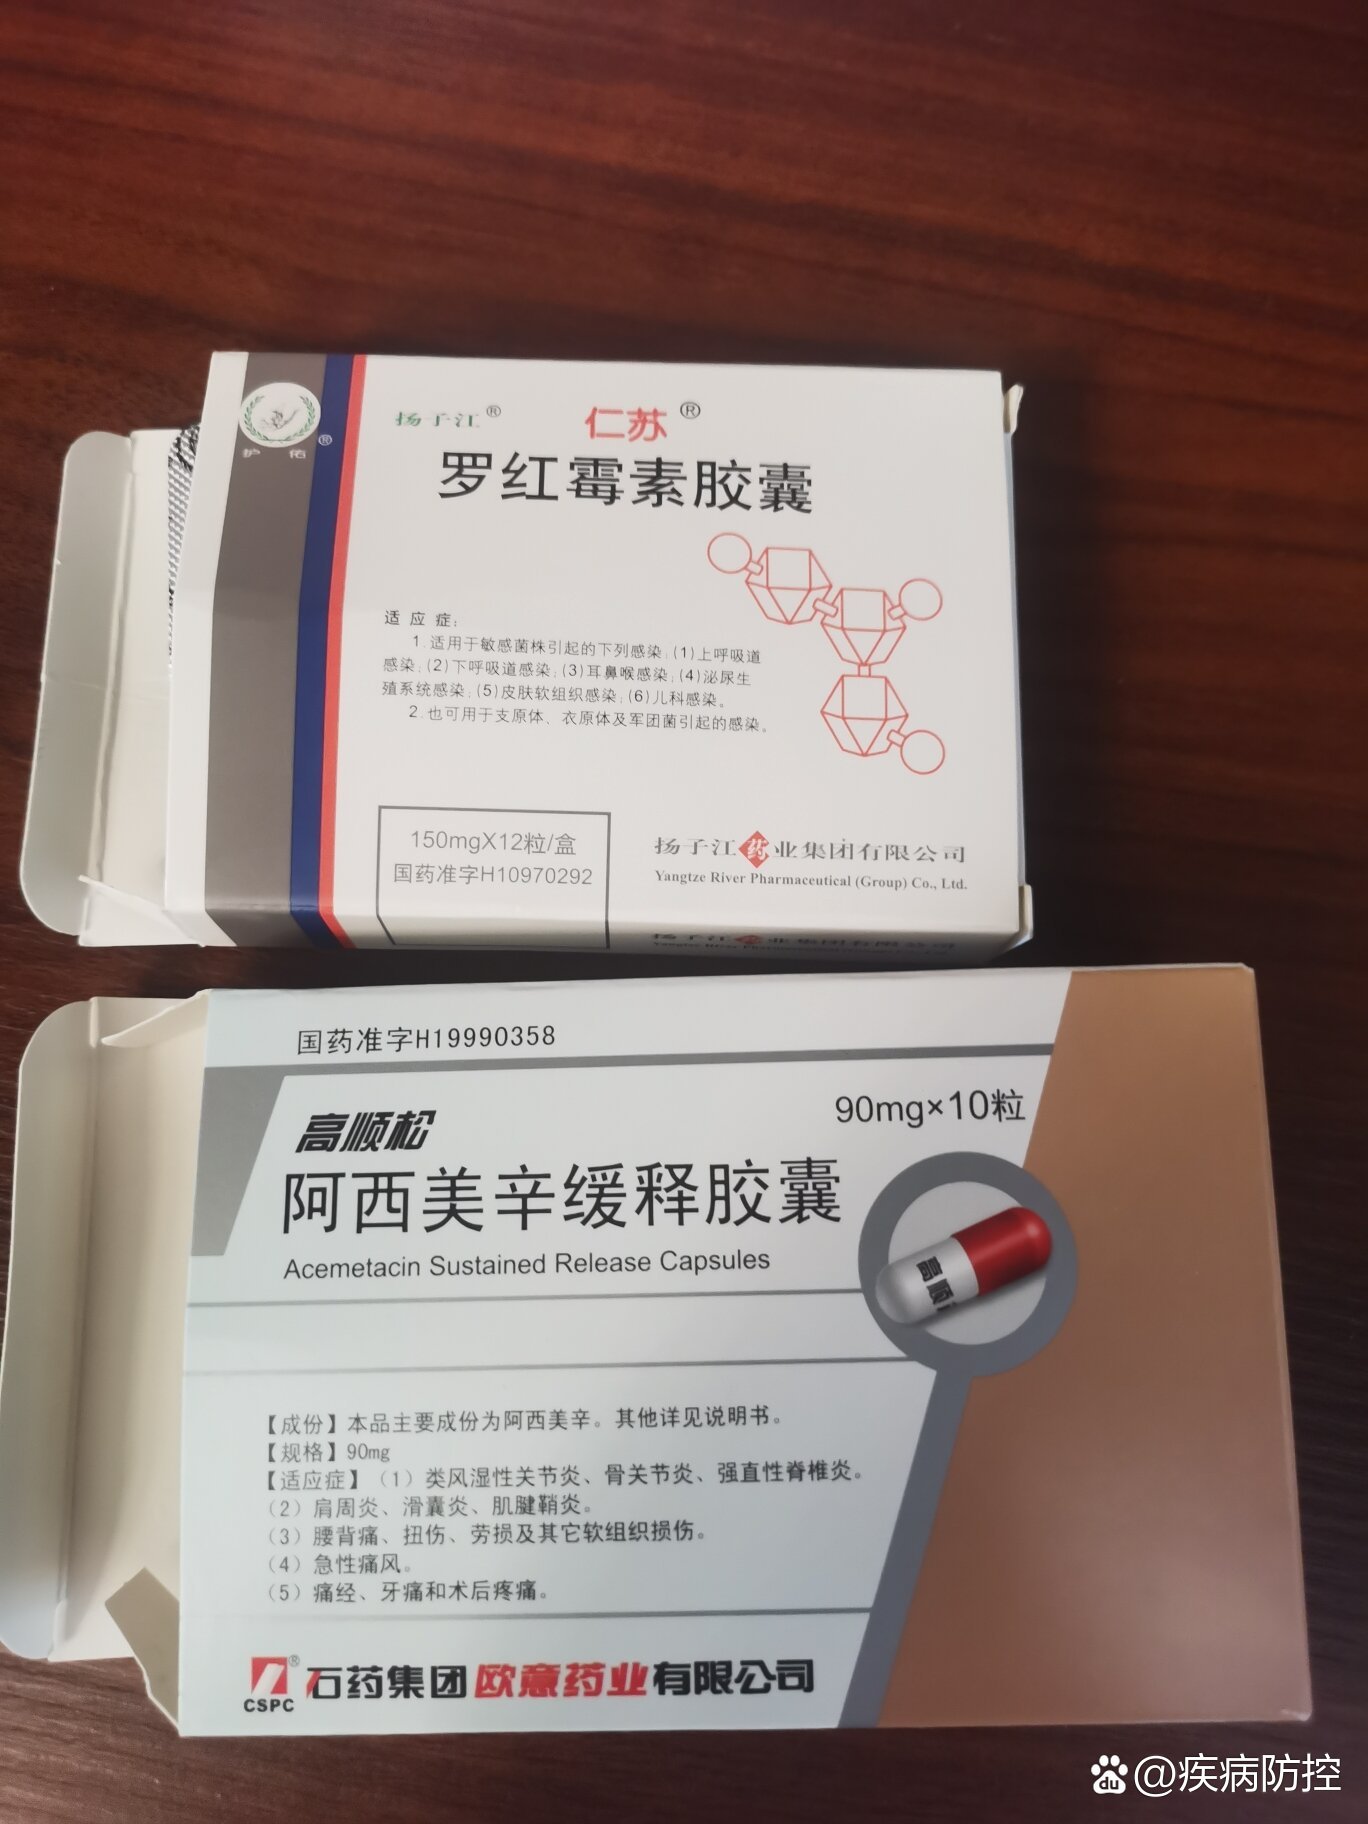 扬子江® 仁苏®
护佑®
罗红霉素胶囊
适应症：
1.适用于敏感菌株引起的下列感染：(1)上呼吸道
感染；(2)下呼吸道感染；(3)耳鼻喉感染；(4)泌尿生
殖系统感染；(5)皮肤软组织感染；(6)儿科感染。
2.也可用于支原体、衣原体及军团菌引起的感染。
150mgX12粒/盒
国药准字H10970292
扬子江药业集团有限公司
Yangtze River Pharmaceutical (Group) Co., Ltd.
扬子江药业集团有限公司
国药准字H19990358
高顺松
90mg×10粒
阿西美辛缓释胶囊
Acemetacin Sustained Release Capsules
高顺
【成份】本品主要成份为阿西美辛。其他详见说明书。
【规格】90mg
【适应症】（1）类风湿性关节炎、骨关节炎、强直性脊椎炎。
（2）肩周炎、滑囊炎、肌腱鞘炎。
（3）腰背痛、扭伤、劳损及其它软组织损伤。
（4）急性痛风。
（5）痛经、牙痛和术后疼痛。
® 石药集团欧意药业有限公司
CSPC
du @疾病防控